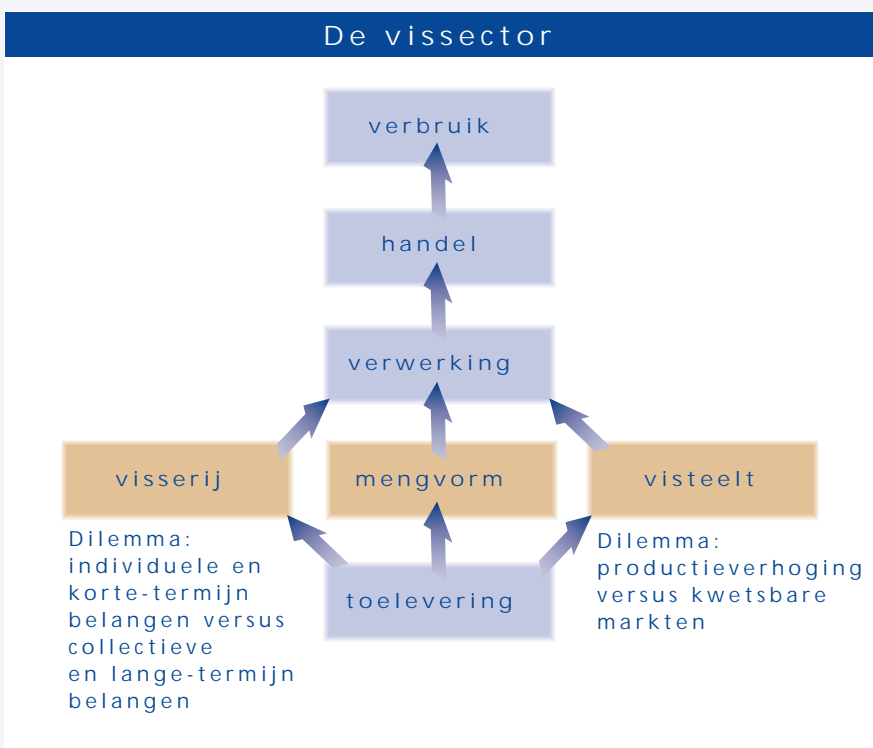 De vissector
verbruik
handel
verwerking
visserij
mengvorm
visteelt
Dilemma:
individuele en
korte-termijn
belangen versus
collectieve
en lange-termijn
belangen
toelevering
Dilemma:
productieverhoging
versus kwetsbare
markten